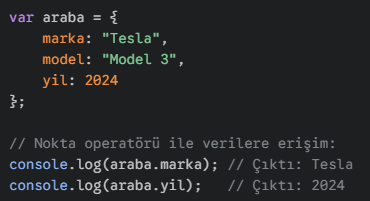 var araba = {
    marka: "Tesla",
    model: "Model 3",
    yil: 2024
};

// Nokta operatörü ile verilere erişim:
console.log(araba.marka); // Çıktı: Tesla
console.log(araba.yil);   // Çıktı: 2024